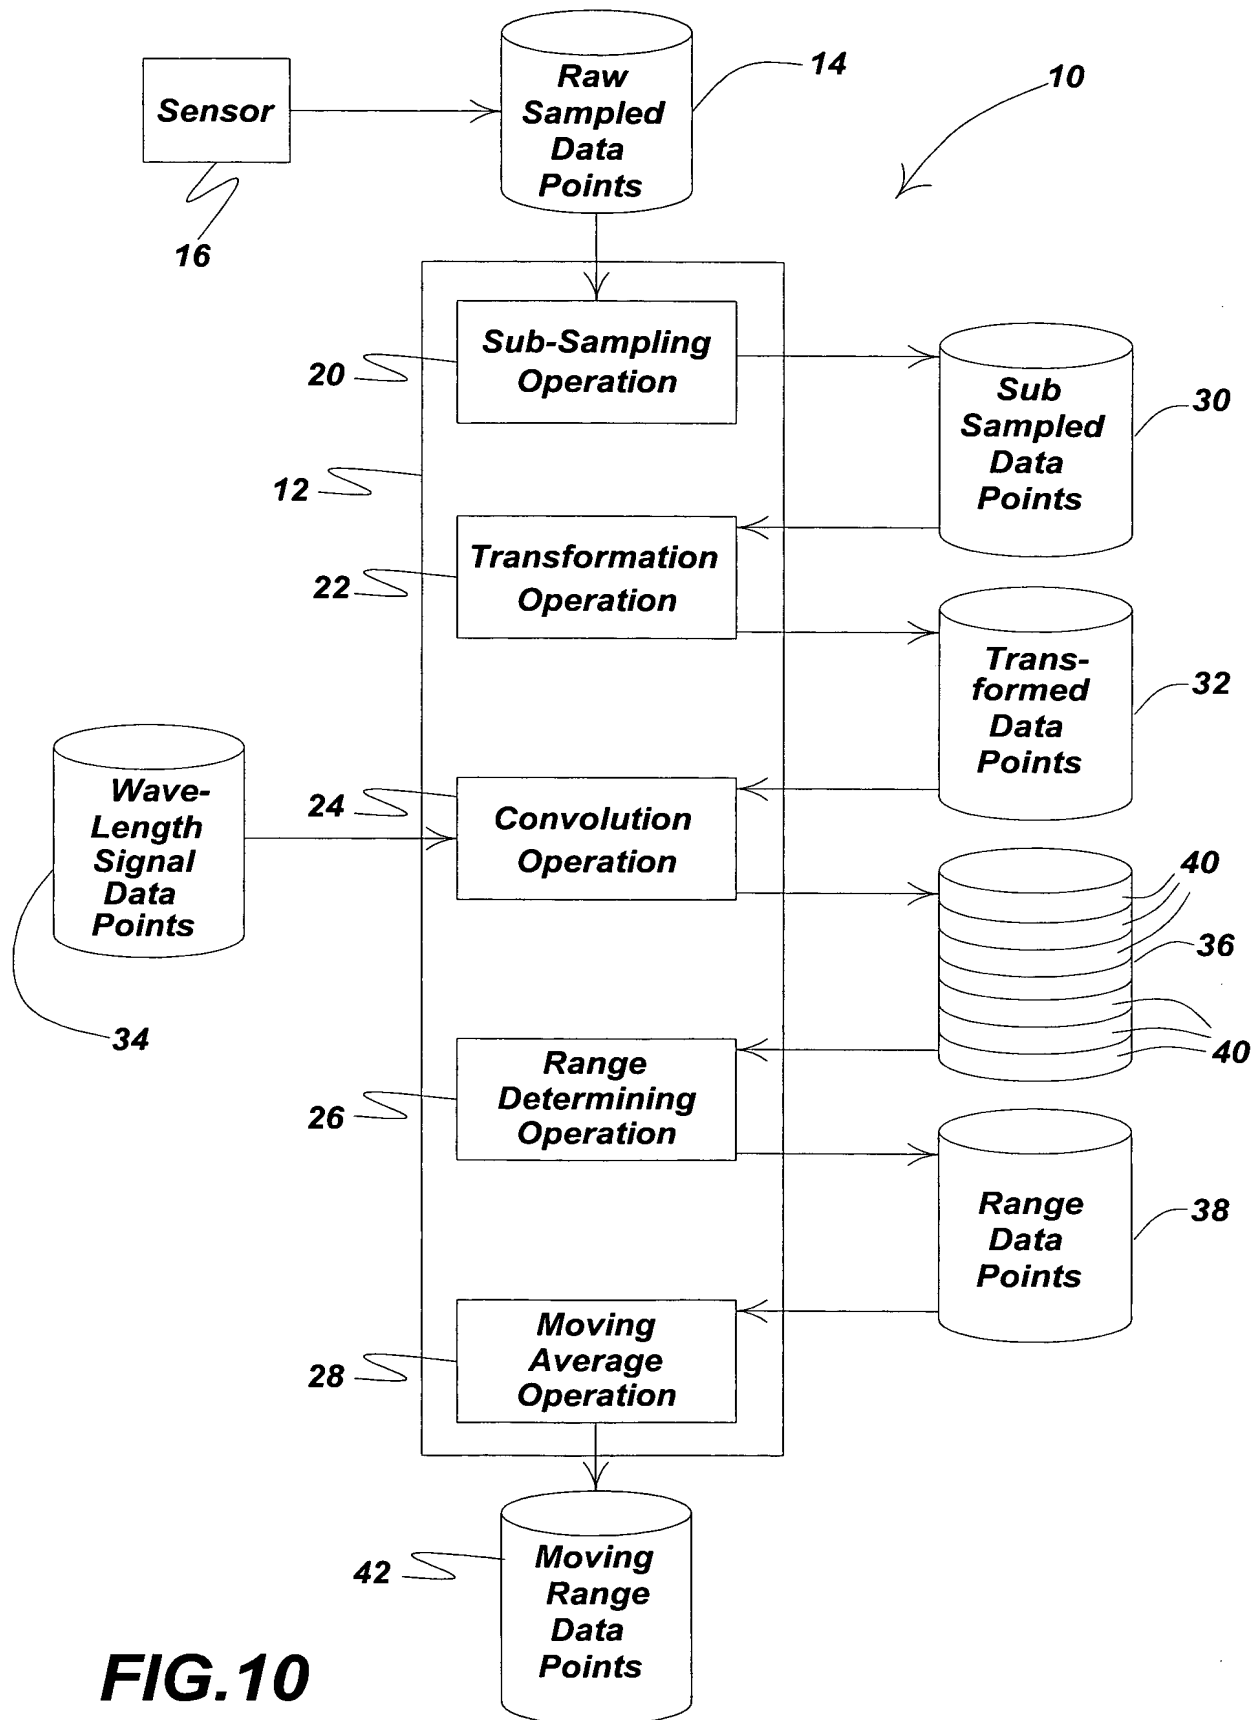 Raw
Sampled
Data
Points
14
10
Sensor
16
Sub-Sampling
Operation
20
Sub
Sampled
Data
Points
30
12
Transformation
Operation
22
Trans-
formed
Data
Points
32
Wave-
Length
Signal
Data
Points
34
24
Convolution
Operation
40
36
40
Range
Determining
Operation
26
Range
Data
Points
38
Moving
Average
Operation
28
42
Moving
Range
Data
Points
FIG.10